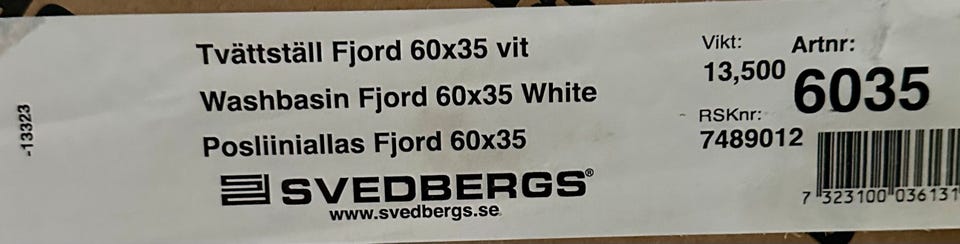 Tvättställ Fjord 60x35 vit
Washbasin Fjord 60x35 White
Posliiniallas Fjord 60x35
SVEDBERGS®
www.svedbergs.se
Vikt:
13,500
Artnr:
6035
RSKnr:
7489012
7 323100 036131
-13323